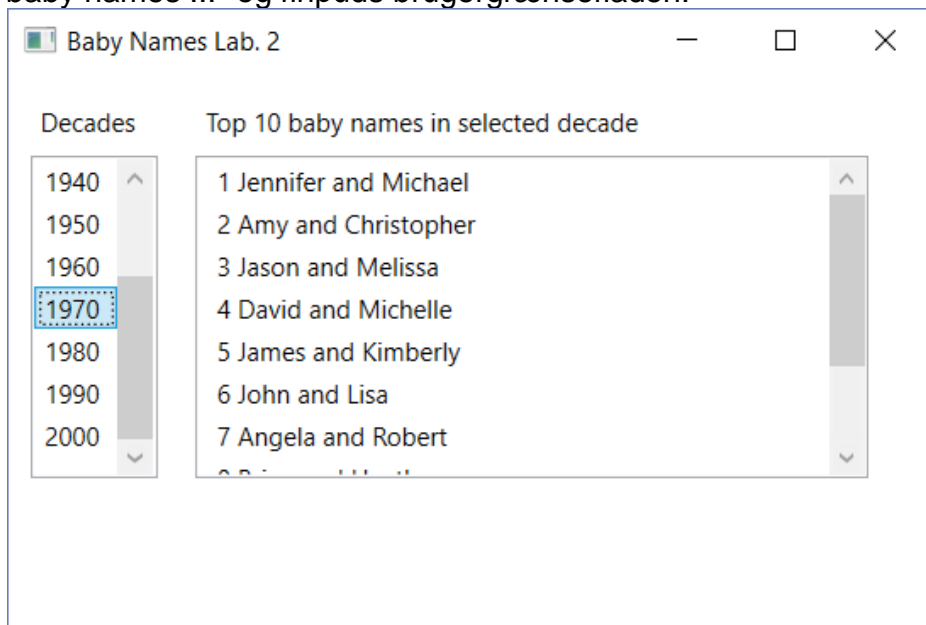 baby names ..." og finpuds brugergrænsefladen.
Baby Names Lab. 2
Decades
Top 10 baby names in selected decade
1940
1950
1960
1970
1980
1990
2000
1 Jennifer and Michael
2 Amy and Christopher
3 Jason and Melissa
4 David and Michelle
5 James and Kimberly
6 John and Lisa
7 Angela and Robert